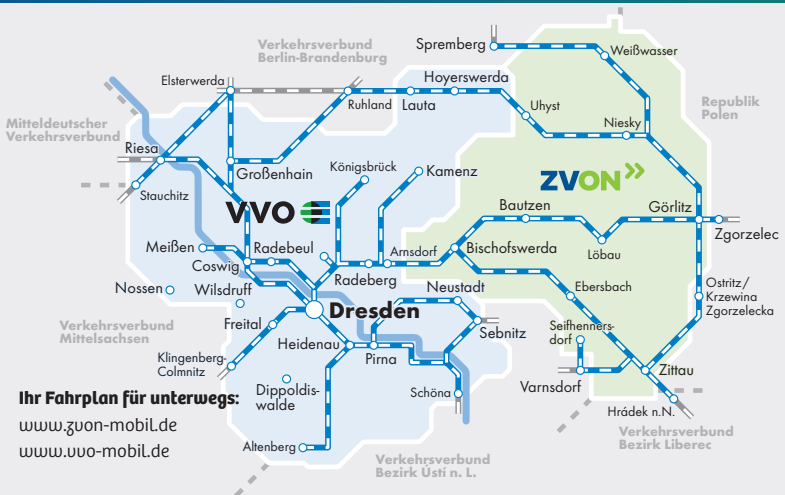 Spremberg
Weißwasser
Verkehrsverbund
Berlin-Brandenburg
Elsterwerda
Hoyerswerda
Ruhland
Lauta
Uhyst
Republik
Polen
Mitteldeutscher
Verkehrsverbund
Niesky
Riesa
Großenhain
Königsbrück
Kamenz
ZVON
Stauchitz
VVO
Bautzen
Görlitz
Zgorzelec
Meißen
Radebeul
Arnsdorf
Bischofswerda
Löbau
Coswig
Radeberg
Nossen
Wilsdruff
Neustadt
Ebersbach
Ostritz/
Krzewina
Zgorzelecka
Dresden
Verkehrsverbund
Mittelsachsen
Freital
Sebnitz
Seifhenners-
dorf
Heidenau
Pirna
Klingenberg-
Colmnitz
Zittau
Dippoldis-
walde
Schöna
Varnsdorf
Ihr Fahrplan für unterwegs:
www.zvon-mobil.de
www.vvo-mobil.de
Hrádek n.N.
Verkehrsverbund
Bezirk Liberec
Altenberg
Verkehrsverbund
Bezirk Ústí n. L.